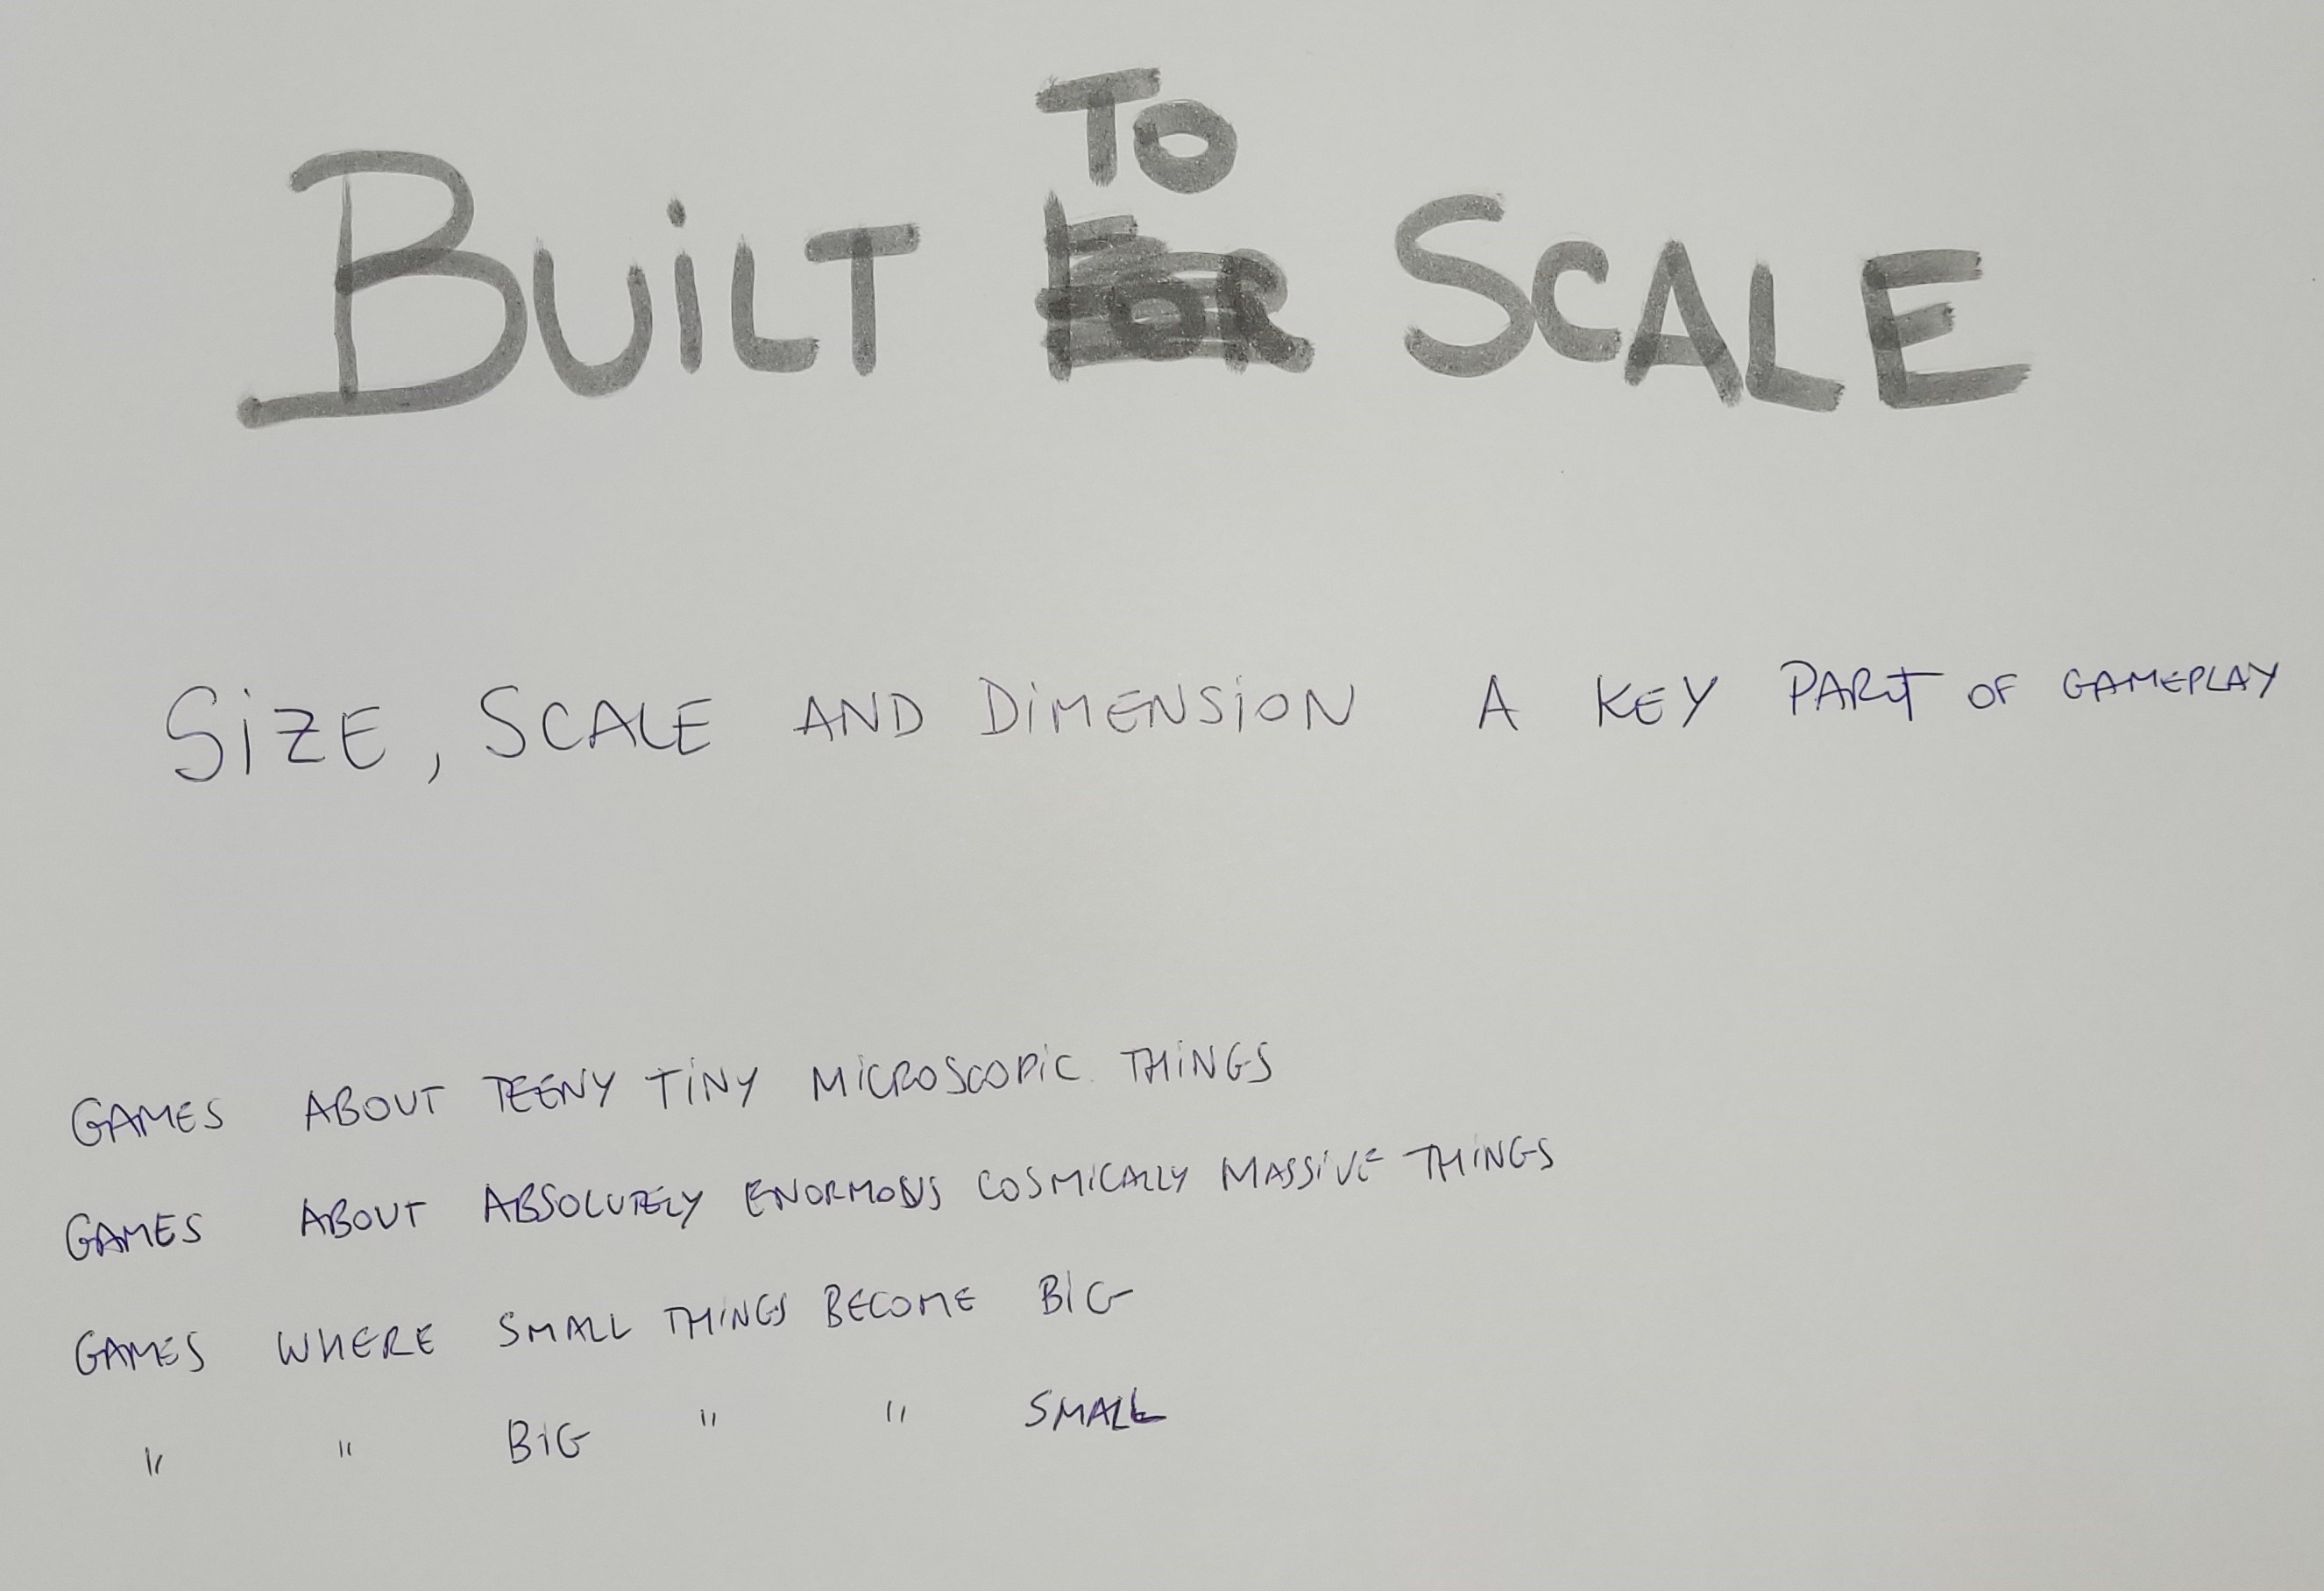 BUiLT TO SCALE
SiZE, SCALE AND DiMENSiON A KEY PART OF GAMEPLAY
GAMES ABOUT TEENY TiNY MiCROSCOPiC THiNGS
GAMES ABOUT ABSOLUTELY ENORMOUS COSMiCALLY MASSiVE THiNGS
GAMES WHERE SMALL THiNGS BECOME BiG
" " BiG " " SMALL